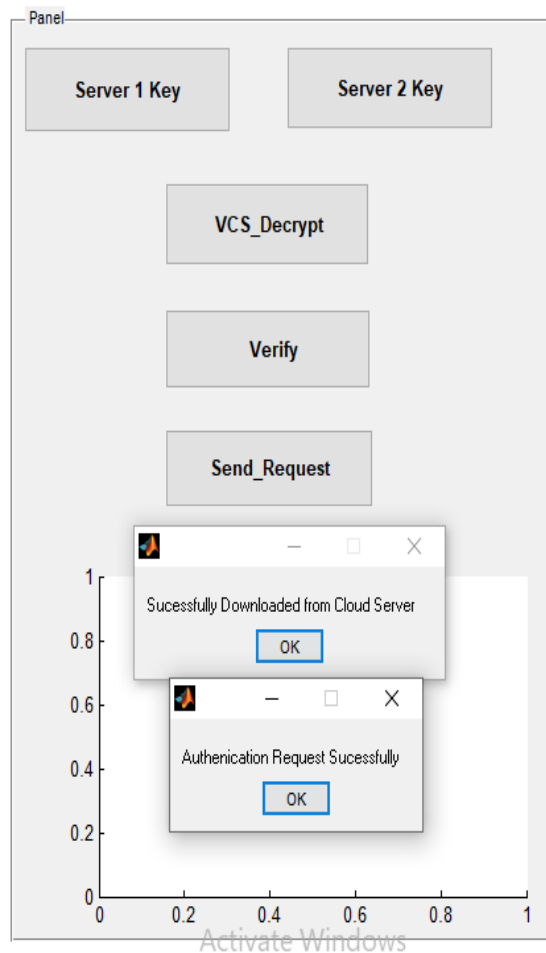 Panel
Server 1 Key
Server 2 Key
VCS_Decrypt
Verify
Send_Request
Sucessfully Downloaded from Cloud Server
OK
Authenication Request Sucessfully
OK
1
0.8
0.6
0.4
0.2
0
0 0.2 0.4 0.6 0.8 1
Activate Windows